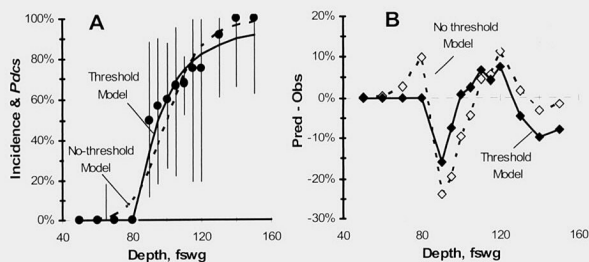 A
Incidence & Pdcs
100%
80%
60%
40%
20%
0%
Threshold
Model
No-threshold
Model
40
80
120
160
Depth, fswg
B
Pred - Obs
20%
10%
0%
-10%
-20%
-30%
No threshold
Model
Threshold
Model
40
80
120
160
Depth, fswg